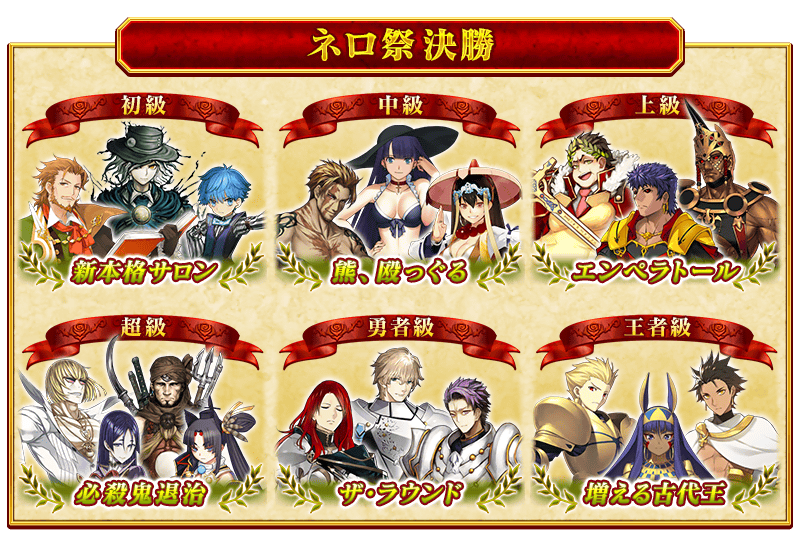 ネロ祭 決勝
初級
新本格サロン
中級
熊、殴っぐる
上級
エンペラトール
超級
必殺鬼退治
勇者級
ザ・ラウンド
王者級
増える古代王